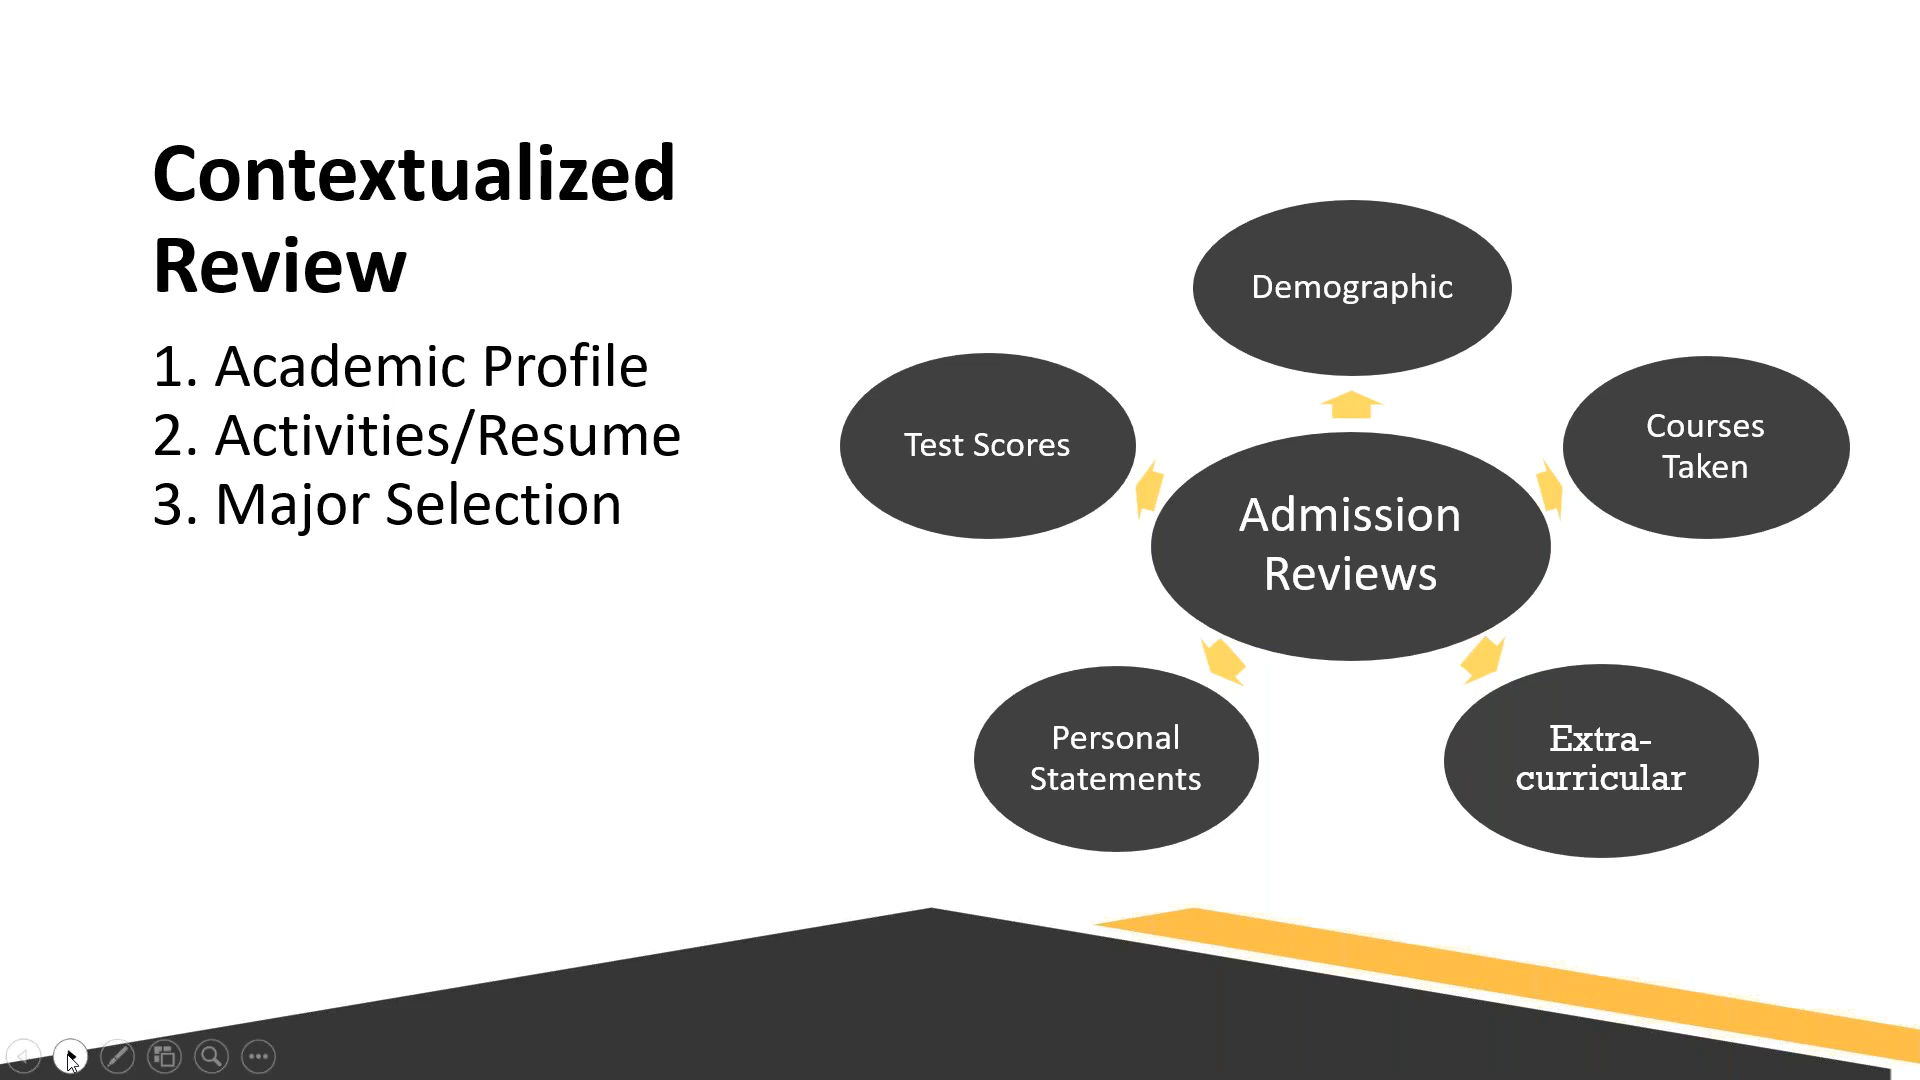 Contextualized
Review
1. Academic Profile
2. Activities/Resume
3. Major Selection
Demographic
Test Scores
Courses
Taken
Admission
Reviews
Personal
Statements
Extra-
curricular